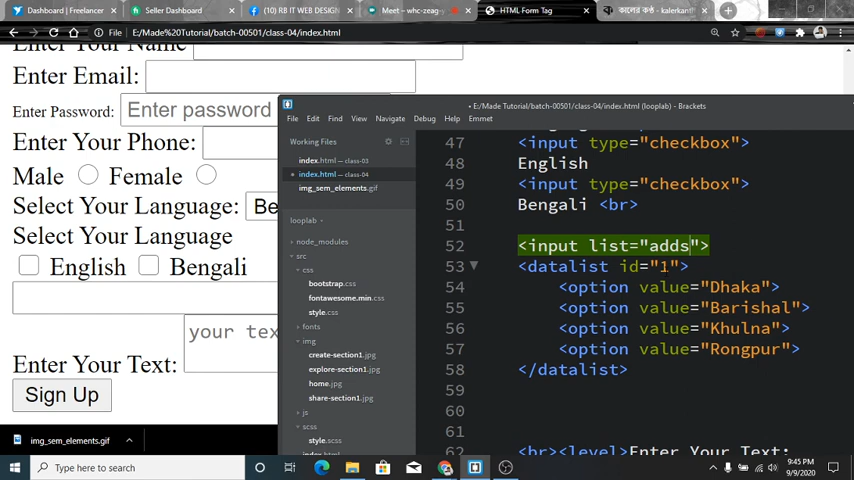 Dashboard | Freelancer
Seller Dashboard
(10) RB IT WEB DESIGN
Meet – whc-zeag-
HTML Form Tag
কালের কণ্ঠ - kalerkan
File
E:/Made%20Tutorial/batch-00501/class-04/index.html
Enter Your Name
Enter Email:
Enter Password:
Enter password
Enter Your Phone:
Male
Female
Select Your Language:
Be
Select Your Language
English
Bengali
your tex
Enter Your Text:
Sign Up
• E:/Made Tutorial/batch-00501/class-04/index.html (looplab) - Brackets
File Edit Find View Navigate Debug Help
Emmet
Working Files
index.html — class-03
index.html — class-04
img_sem_elements.gif
looplab
node_modules
src
css
bootstrap.css
fontawesome.min.css
style.css
fonts
img
create-section1.jpg
explore-section1.jpg
home.jpg
share-section1.jpg
js
scss
style.scss
index.html
47 <input type="checkbox">
48 English
49 <input type="checkbox">
50 Bengali <br>
51
52 <input list="adds">
53 <datalist id="1">
54 <option value="Dhaka">
55 <option value="Barishal">
56 <option value="Khulna">
57 <option value="Rongpur">
58 </datalist>
59
60
61
62 <br><level>Enter Your Text:
img_sem_elements.gif
Type here to search
9:45 PM
9/9/2020